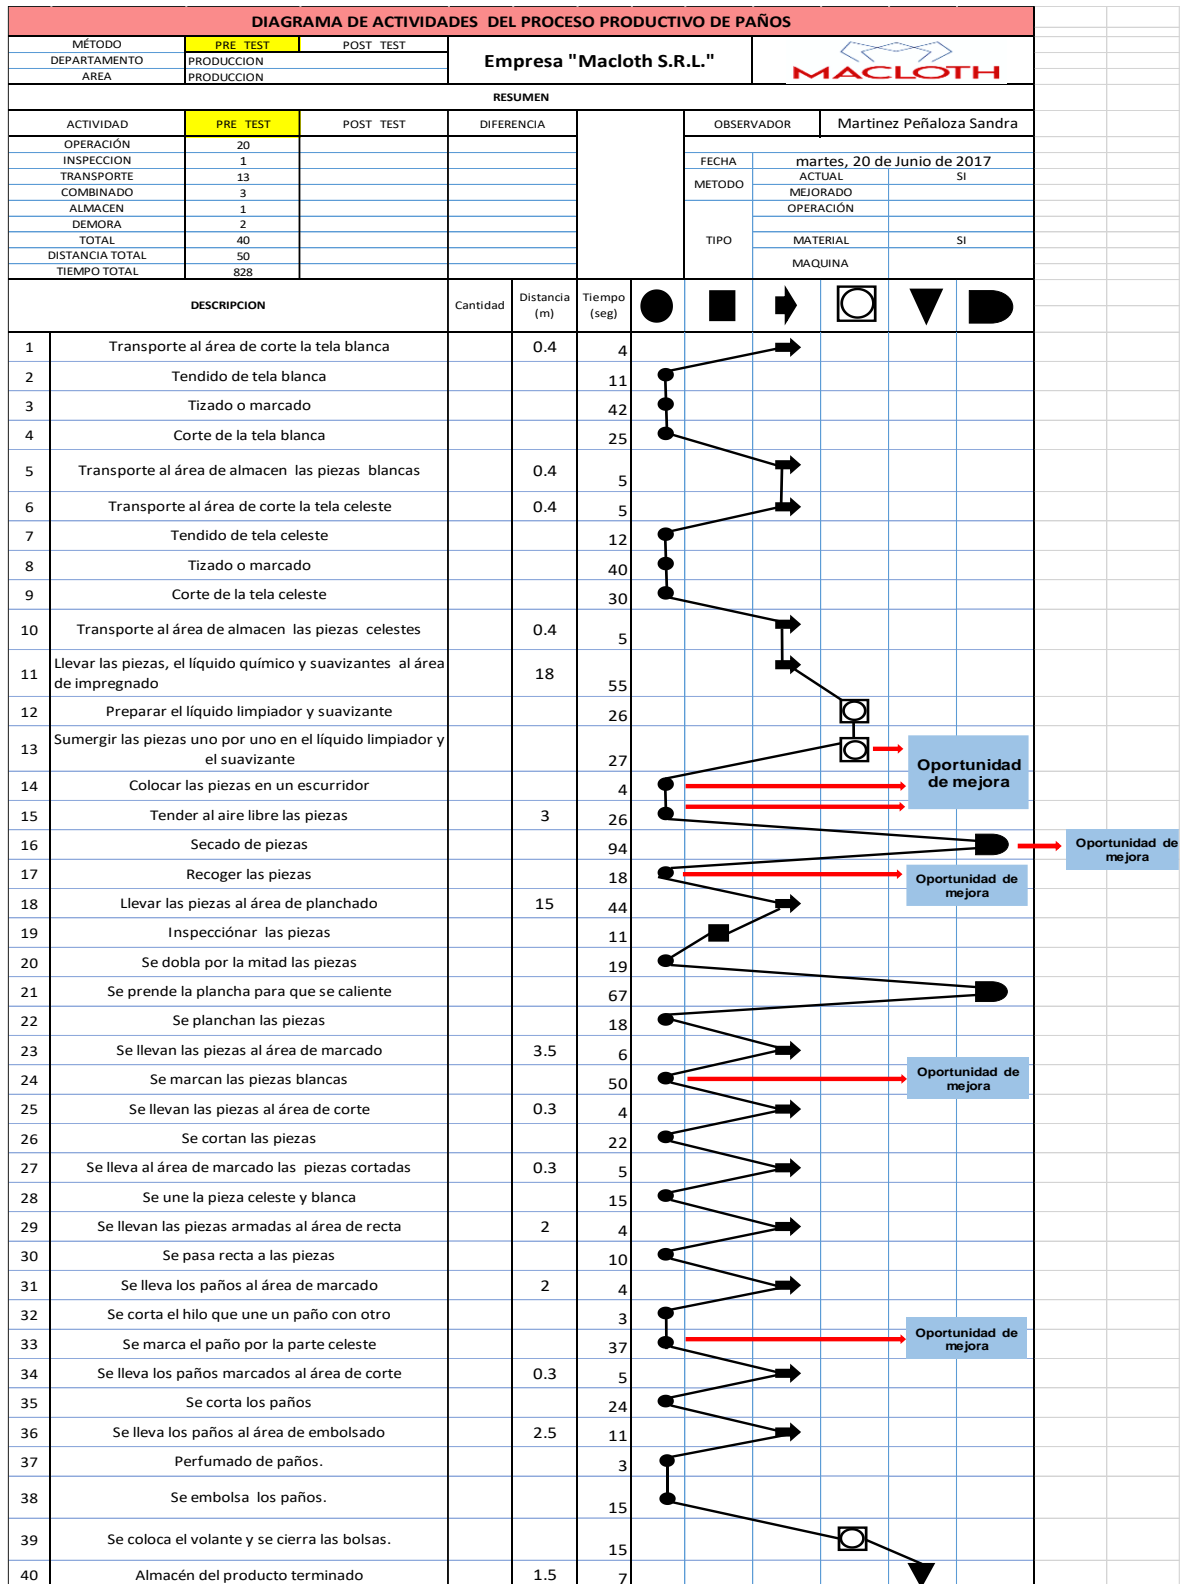 DIAGRAMA DE ACTIVIDADES DEL PROCESO PRODUCTIVO DE PAÑOS
MÉTODO PRE TEST POST TEST
DEPARTAMENTO PRODUCCION
AREA PRODUCCION
Empresa "Macloth S.R.L."
MACLOTH
RESUMEN
ACTIVIDAD PRE TEST POST TEST DIFERENCIA OBSERVADOR Martinez Peñaloza Sandra
OPERACIÓN 20
INSPECCION 1 FECHA martes, 20 de Junio de 2017
TRANSPORTE 13 METODO ACTUAL SI
COMBINADO 3 MEJORADO
ALMACEN 1 TIPO OPERACIÓN
DEMORA 2
TOTAL 40 MATERIAL SI
DISTANCIA TOTAL 50 MAQUINA
TIEMPO TOTAL 828
DESCRIPCION Cantidad Distancia (m) Tiempo (seg)
1 Transporte al área de corte la tela blanca 0.4 4
2 Tendido de tela blanca 11
3 Tizado o marcado 42
4 Corte de la tela blanca 25
5 Transporte al área de almacen las piezas blancas 0.4 5
6 Transporte al área de corte la tela celeste 0.4 5
7 Tendido de tela celeste 12
8 Tizado o marcado 40
9 Corte de la tela celeste 30
10 Transporte al área de almacen las piezas celestes 0.4 5
11 Llevar las piezas, el líquido químico y suavizantes al área
de impregnado 18 55
12 Preparar el líquido limpiador y suavizante 26
13 Sumergir las piezas uno por uno en el líquido limpiador y
el suavizante 27
Oportunidad
de mejora
14 Colocar las piezas en un escurridor 4
15 Tender al aire libre las piezas 3 26
16 Secado de piezas 94
Oportunidad de
mejora
17 Recoger las piezas 18
Oportunidad de
mejora
18 Llevar las piezas al área de planchado 15 44
19 Inspecciónar las piezas 11
20 Se dobla por la mitad las piezas 19
21 Se prende la plancha para que se caliente 67
22 Se planchan las piezas 18
23 Se llevan las piezas al área de marcado 3.5 6
24 Se marcan las piezas blancas 50
Oportunidad de
mejora
25 Se llevan las piezas al área de corte 0.3 4
26 Se cortan las piezas 22
27 Se lleva al área de marcado las piezas cortadas 0.3 5
28 Se une la pieza celeste y blanca 15
29 Se llevan las piezas armadas al área de recta 2 4
30 Se pasa recta a las piezas 10
31 Se lleva los paños al área de marcado 2 4
32 Se corta el hilo que une un paño con otro 3
33 Se marca el paño por la parte celeste 37
Oportunidad de
mejora
34 Se lleva los paños marcados al área de corte 0.3 5
35 Se corta los paños 24
36 Se lleva los paños al área de embolsado 2.5 11
37 Perfumado de paños. 3
38 Se embolsa los paños. 15
39 Se coloca el volante y se cierra las bolsas. 15
40 Almacén del producto terminado 1.5 7